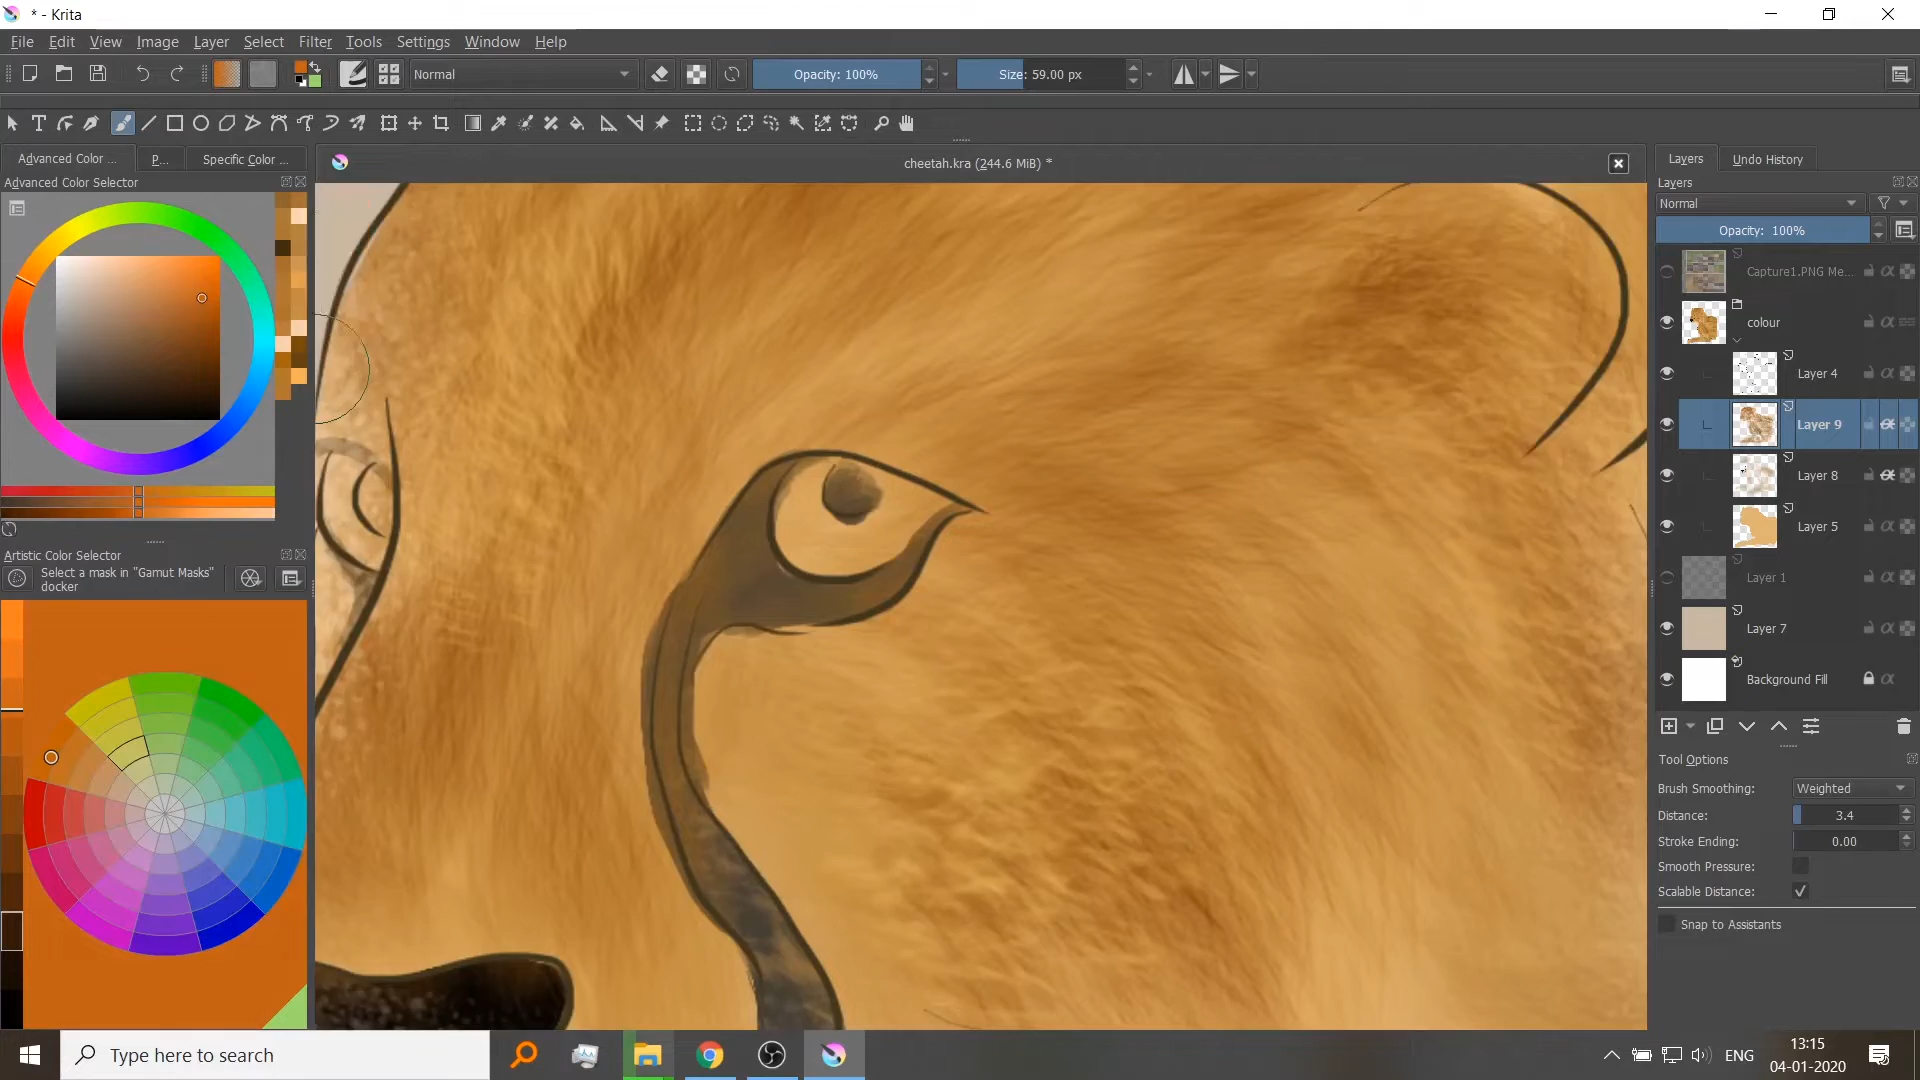 * - Krita
File Edit View Image Layer Select Filter Tools Settings Window Help
Normal Opacity: 100% Size: 59.00 px
Advanced Color ... P... Specific Color ...
Advanced Color Selector
cheetah.kra (244.6 MiB) *
Layers Undo History
Layers
Normal
Opacity: 100%
Capture1.PNG Me...
colour
Layer 4
Layer 9
Layer 8
Layer 5
Layer 1
Layer 7
Background Fill
Artistic Color Selector
Select a mask in "Gamut Masks"
docker
Tool Options
Brush Smoothing: Weighted
Distance: 3.4
Stroke Ending: 0.00
Smooth Pressure:
Scalable Distance:
Snap to Assistants
Type here to search
ENG
13:15
04-01-2020